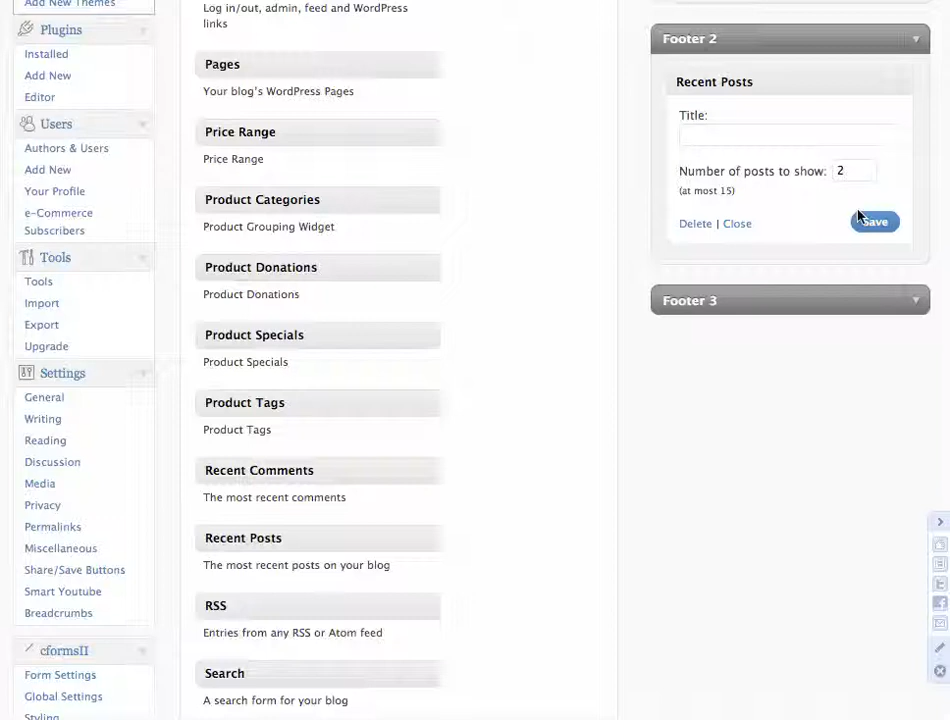 Add New Themes
Plugins
Installed
Add New
Editor
Users
Authors & Users
Add New
Your Profile
e-Commerce
Subscribers
Tools
Tools
Import
Export
Upgrade
Settings
General
Writing
Reading
Discussion
Media
Privacy
Permalinks
Miscellaneous
Share/Save Buttons
Smart Youtube
Breadcrumbs
cformsII
Form Settings
Global Settings
Styling
Log in/out, admin, feed and WordPress
links
Pages
Your blog's WordPress Pages
Price Range
Price Range
Product Categories
Product Grouping Widget
Product Donations
Product Donations
Product Specials
Product Specials
Product Tags
Product Tags
Recent Comments
The most recent comments
Recent Posts
The most recent posts on your blog
RSS
Entries from any RSS or Atom feed
Search
A search form for your blog
Footer 2
Recent Posts
Title:
Number of posts to show: 2
(at most 15)
Delete | Close
Save
Footer 3